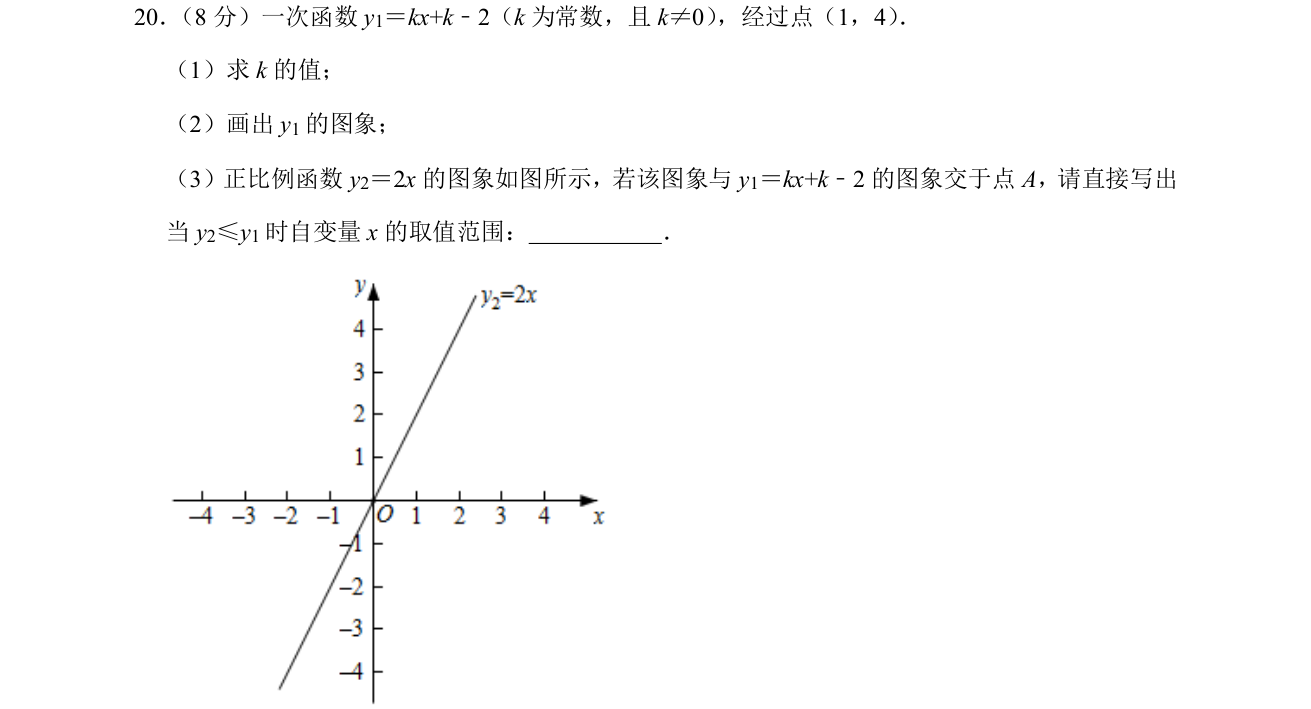 20.（8 分）一次函数 y1＝kx+k﹣2（k 为常数，且 k≠0），经过点（1，4）.
（1）求 k 的值；
（2）画出 y1 的图象；
（3）正比例函数 y2＝2x 的图象如图所示，若该图象与 y1＝kx+k﹣2 的图象交于点 A，请直接写出
当 y2≤y1 时自变量 x 的取值范围：___________.
y
y2=2x
4
3
2
1
–4 –3 –2 –1 O 1 2 3 4 x
–1
–2
–3
–4